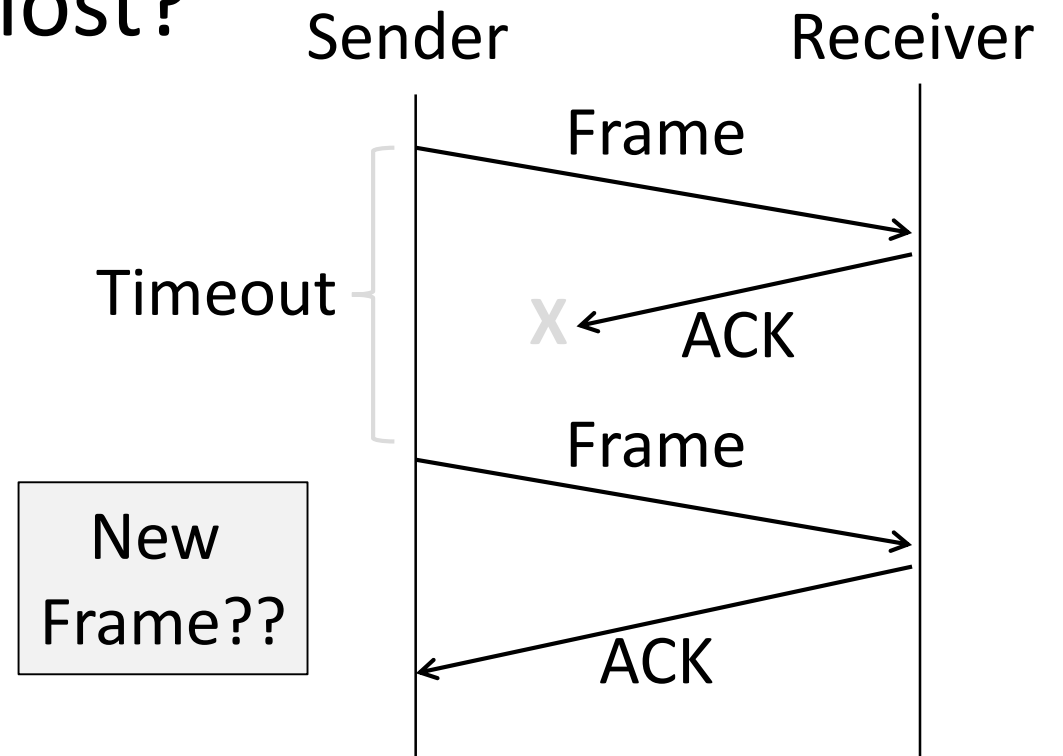 lost?
Sender
Receiver
Frame
Timeout
X
ACK
Frame
New
Frame??
ACK